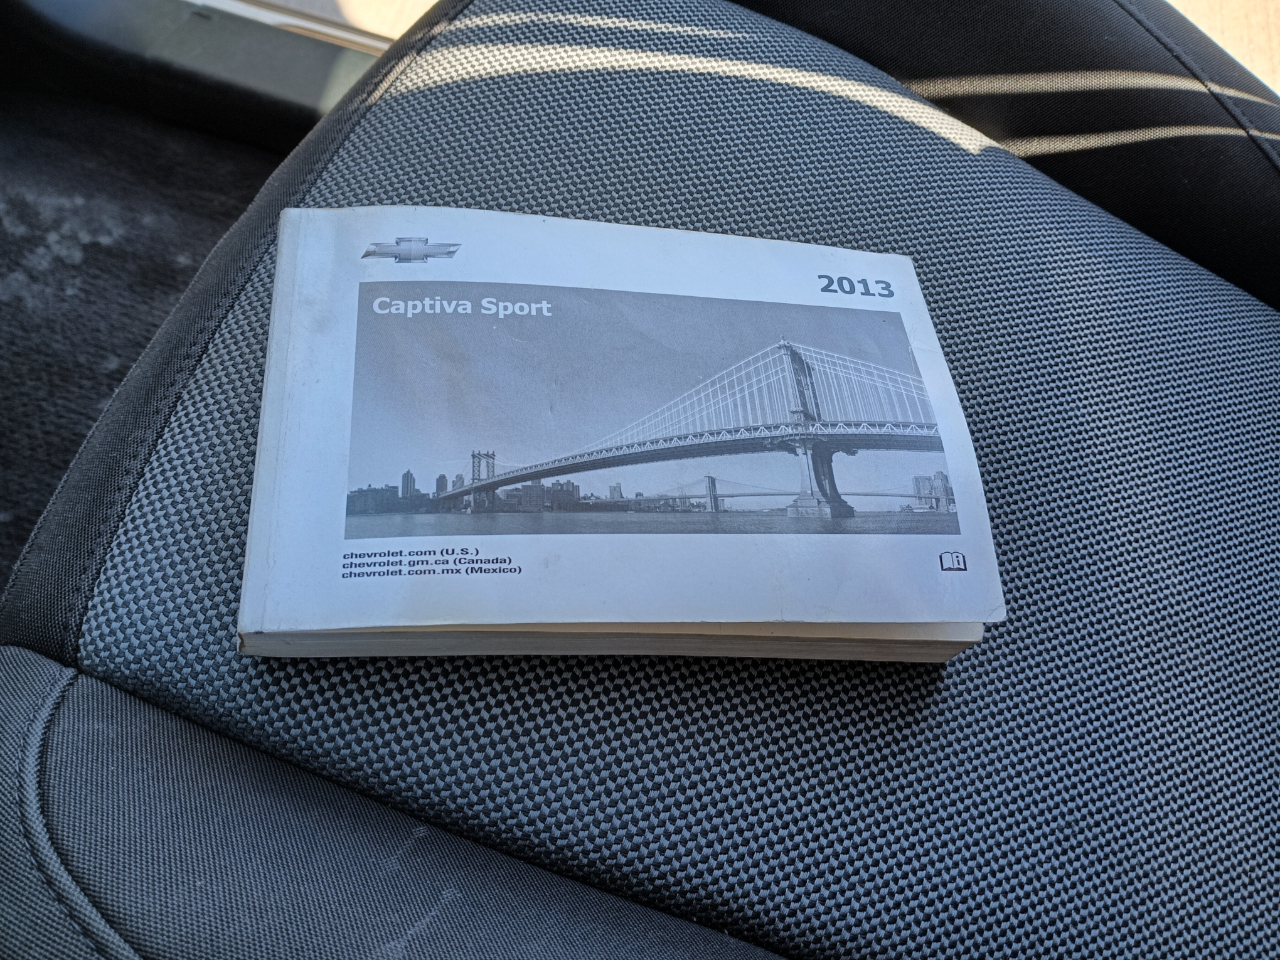 2013
Captiva Sport
chevrolet.com (U.S.)
chevrolet.gm.ca (Canada)
chevrolet.com.mx (Mexico)